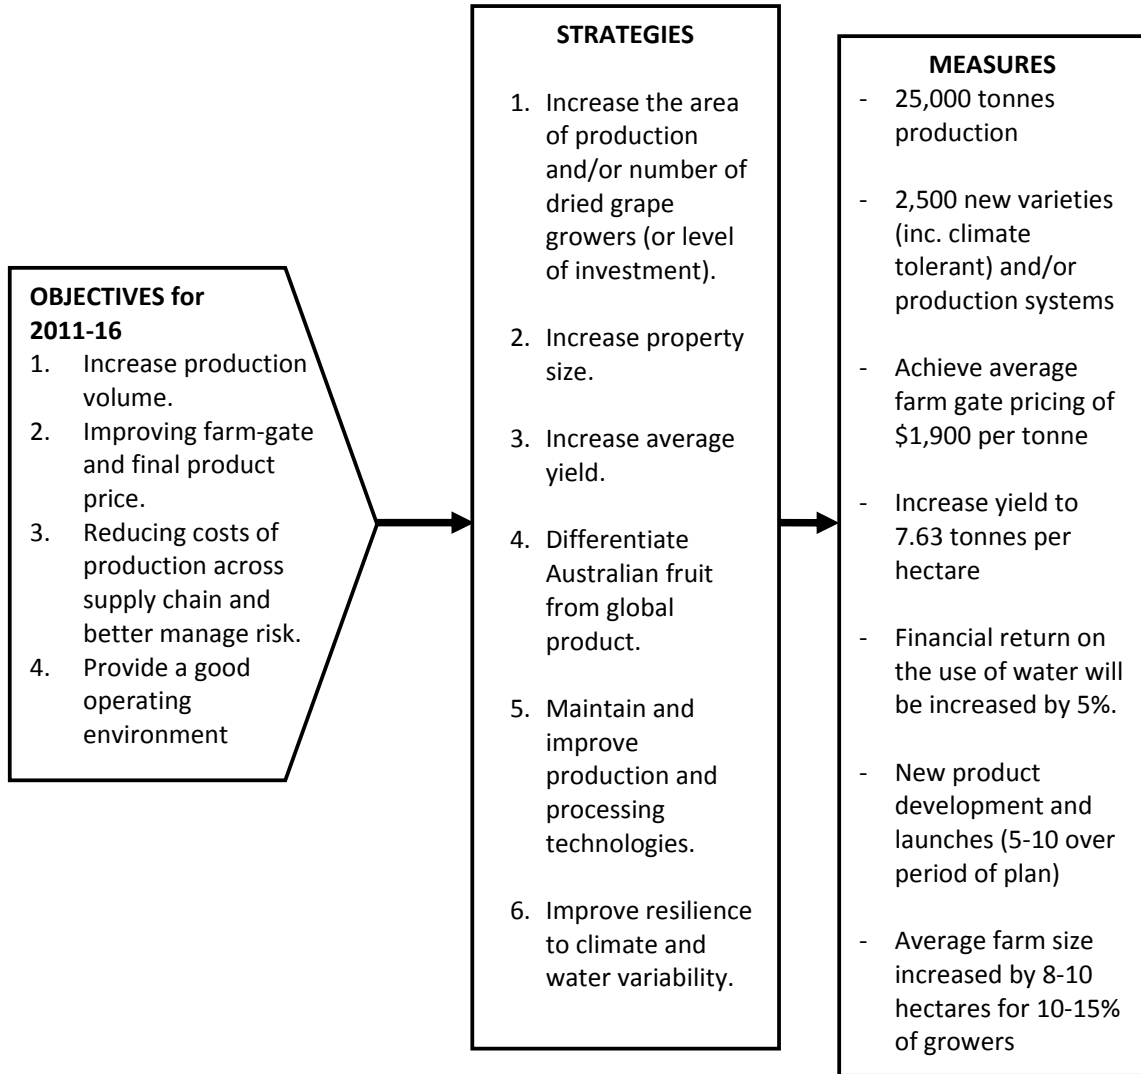 OBJECTIVES for
2011-16
1. Increase production
volume.
2. Improving farm-gate
and final product
price.
3. Reducing costs of
production across
supply chain and
better manage risk.
4. Provide a good
operating
environment
STRATEGIES
1. Increase the area
of production
and/or number of
dried grape
growers (or level
of investment).
2. Increase property
size.
3. Increase average
yield.
4. Differentiate
Australian fruit
from global
product.
5. Maintain and
improve
production and
processing
technologies.
6. Improve resilience
to climate and
water variability.
MEASURES
- 25,000 tonnes
production
- 2,500 new varieties
(inc. climate
tolerant) and/or
production systems
- Achieve average
farm gate pricing of
$1,900 per tonne
- Increase yield to
7.63 tonnes per
hectare
- Financial return on
the use of water will
be increased by 5%.
- New product
development and
launches (5-10 over
period of plan)
- Average farm size
increased by 8-10
hectares for 10-15%
of growers